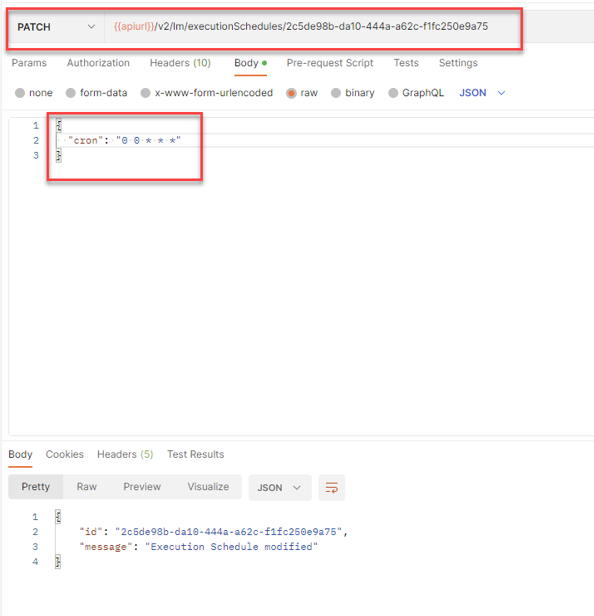 PATCH {{apiurl}}/v2/lm/executionSchedules/2c5de98b-da10-444a-a62c-f1fc250e9a75
Params Authorization Headers (10) Body Pre-request Script Tests Settings
none form-data x-www-form-urlencoded raw binary GraphQL JSON
1 {
2 "cron": "0 0 * * *"
3 }
Body Cookies Headers (5) Test Results
Pretty Raw Preview Visualize JSON
1 {
2 "id": "2c5de98b-da10-444a-a62c-f1fc250e9a75",
3 "message": "Execution Schedule modified"
4 }